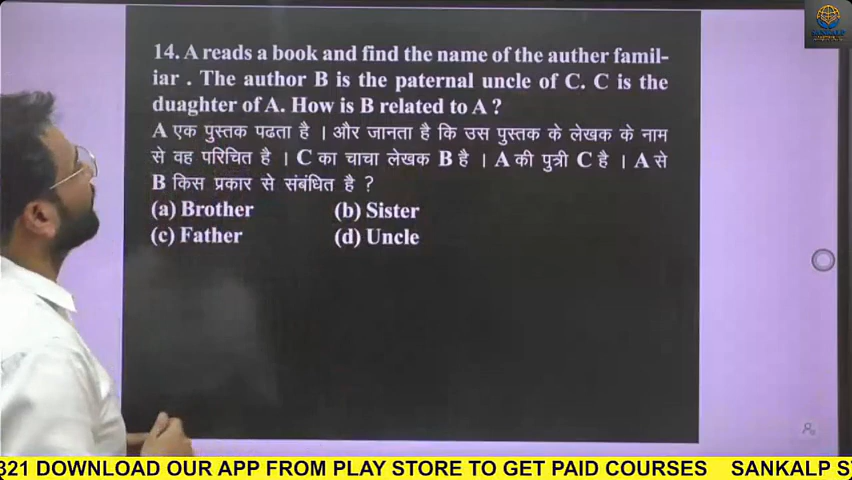 SANKALP
14. A reads a book and find the name of the auther famil-
iar . The author B is the paternal uncle of C. C is the
duaghter of A. How is B related to A ?
A एक पुस्तक पढता है । और जानता है कि उस पुस्तक के लेखक के नाम
से वह परिचित है । C का चाचा लेखक B है । A की पुत्री C है । A से
B किस प्रकार से संबंधित है ?
(a) Brother (b) Sister
(c) Father (d) Uncle
321 DOWNLOAD OUR APP FROM PLAY STORE TO GET PAID COURSES SANKALP S